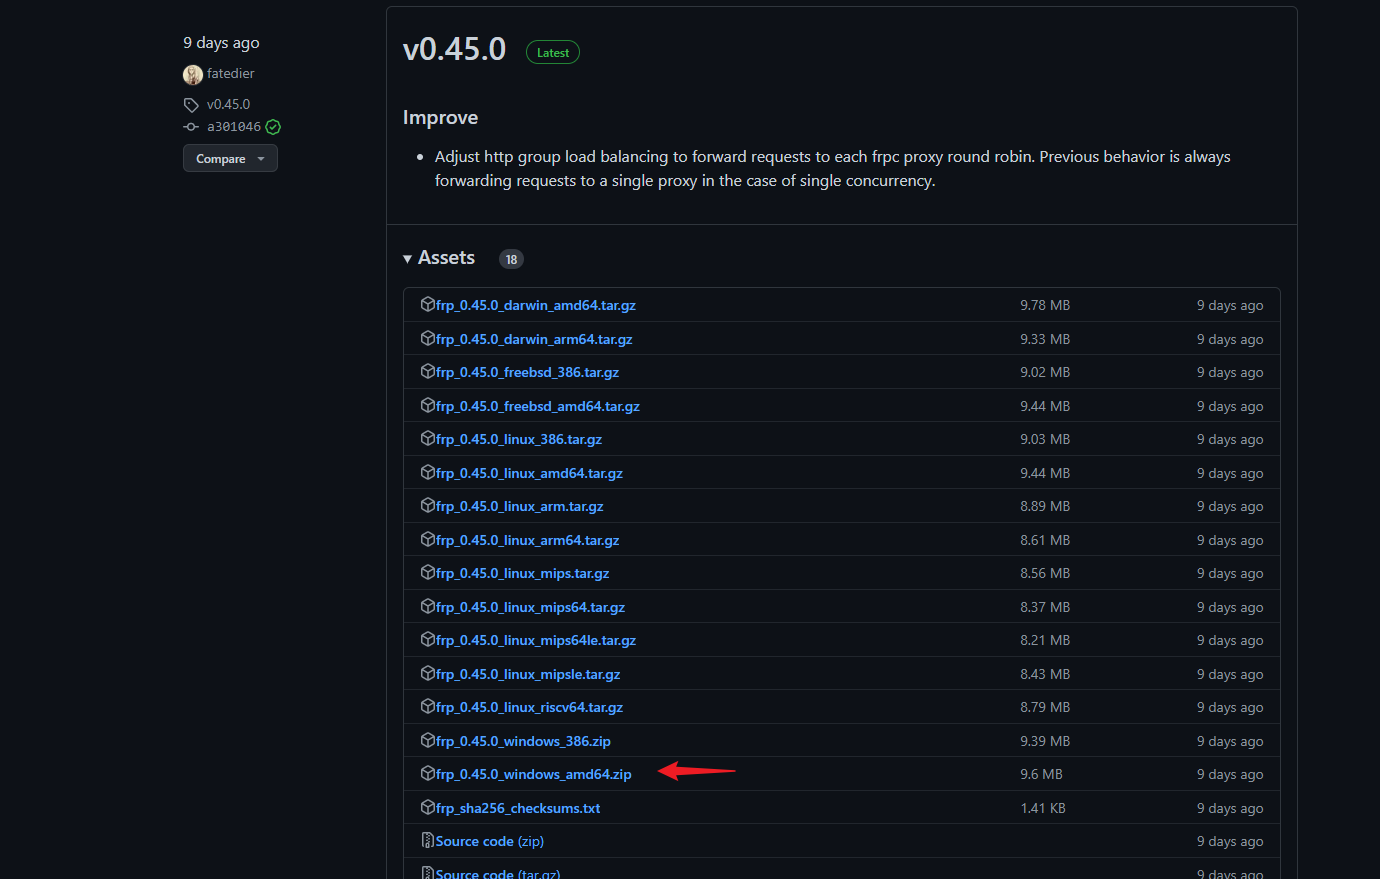 9 days ago
fatedier
v0.45.0
a301046
Compare
v0.45.0 Latest
Improve
Adjust http group load balancing to forward requests to each frpc proxy round robin. Previous behavior is always
forwarding requests to a single proxy in the case of single concurrency.
Assets 18
frp_0.45.0_darwin_amd64.tar.gz 9.78 MB 9 days ago
frp_0.45.0_darwin_arm64.tar.gz 9.33 MB 9 days ago
frp_0.45.0_freebsd_386.tar.gz 9.02 MB 9 days ago
frp_0.45.0_freebsd_amd64.tar.gz 9.44 MB 9 days ago
frp_0.45.0_linux_386.tar.gz 9.03 MB 9 days ago
frp_0.45.0_linux_amd64.tar.gz 9.44 MB 9 days ago
frp_0.45.0_linux_arm.tar.gz 8.89 MB 9 days ago
frp_0.45.0_linux_arm64.tar.gz 8.61 MB 9 days ago
frp_0.45.0_linux_mips.tar.gz 8.56 MB 9 days ago
frp_0.45.0_linux_mips64.tar.gz 8.37 MB 9 days ago
frp_0.45.0_linux_mips64le.tar.gz 8.21 MB 9 days ago
frp_0.45.0_linux_mipsle.tar.gz 8.43 MB 9 days ago
frp_0.45.0_linux_riscv64.tar.gz 8.79 MB 9 days ago
frp_0.45.0_windows_386.zip 9.39 MB 9 days ago
frp_0.45.0_windows_amd64.zip 9.6 MB 9 days ago
frp_sha256_checksums.txt 1.41 KB 9 days ago
Source code (zip) 9 days ago
Source code (tar.gz) 9 days ago